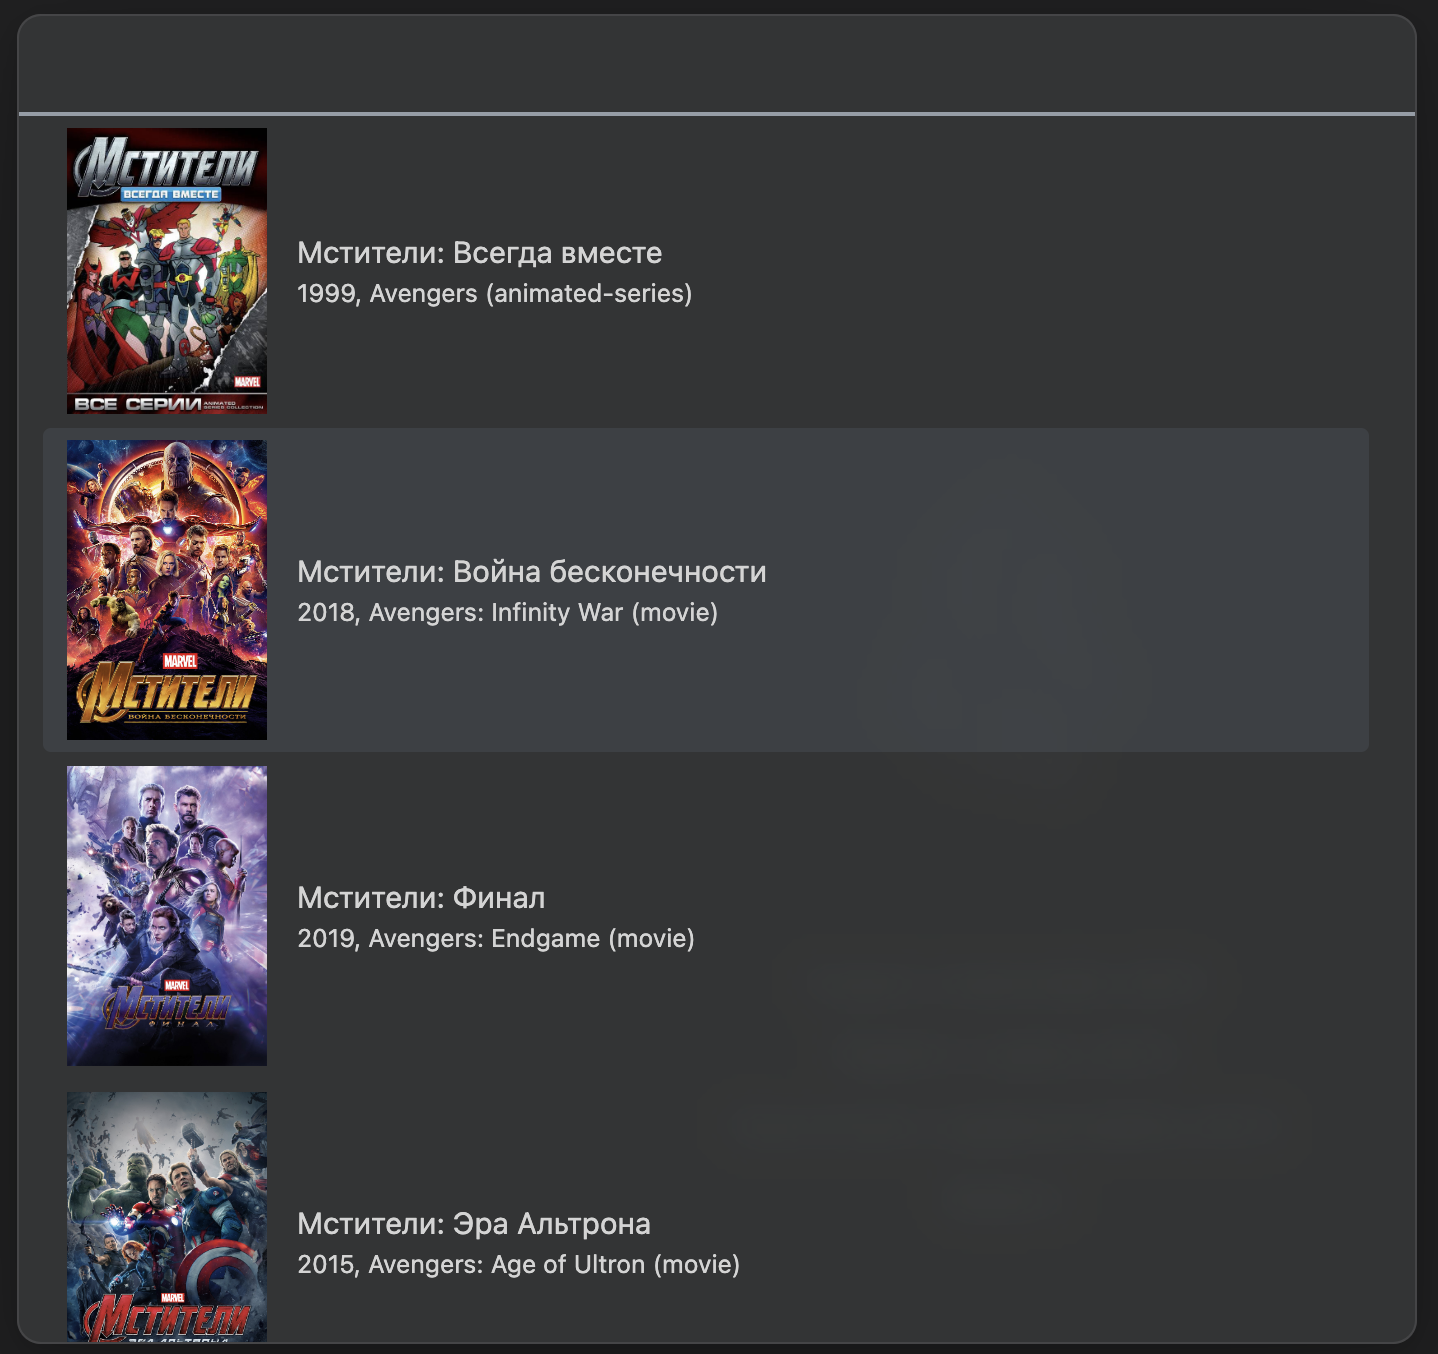 Мстители
ВСЕГДА ВМЕСТЕ
MARVEL
ВСЕ СЕРИИ ANIMATED
SERIES COLLECTION
Мстители: Всегда вместе
1999, Avengers (animated-series)
MARVEL
Мстители
ВОЙНА БЕСКОНЕЧНОСТИ
Мстители: Война бесконечности
2018, Avengers: Infinity War (movie)
MARVEL
Мстители
ФИНАЛ
Мстители: Финал
2019, Avengers: Endgame (movie)
MARVEL
Мстители
ЭРА АЛЬТРОНА
Мстители: Эра Альтрона
2015, Avengers: Age of Ultron (movie)